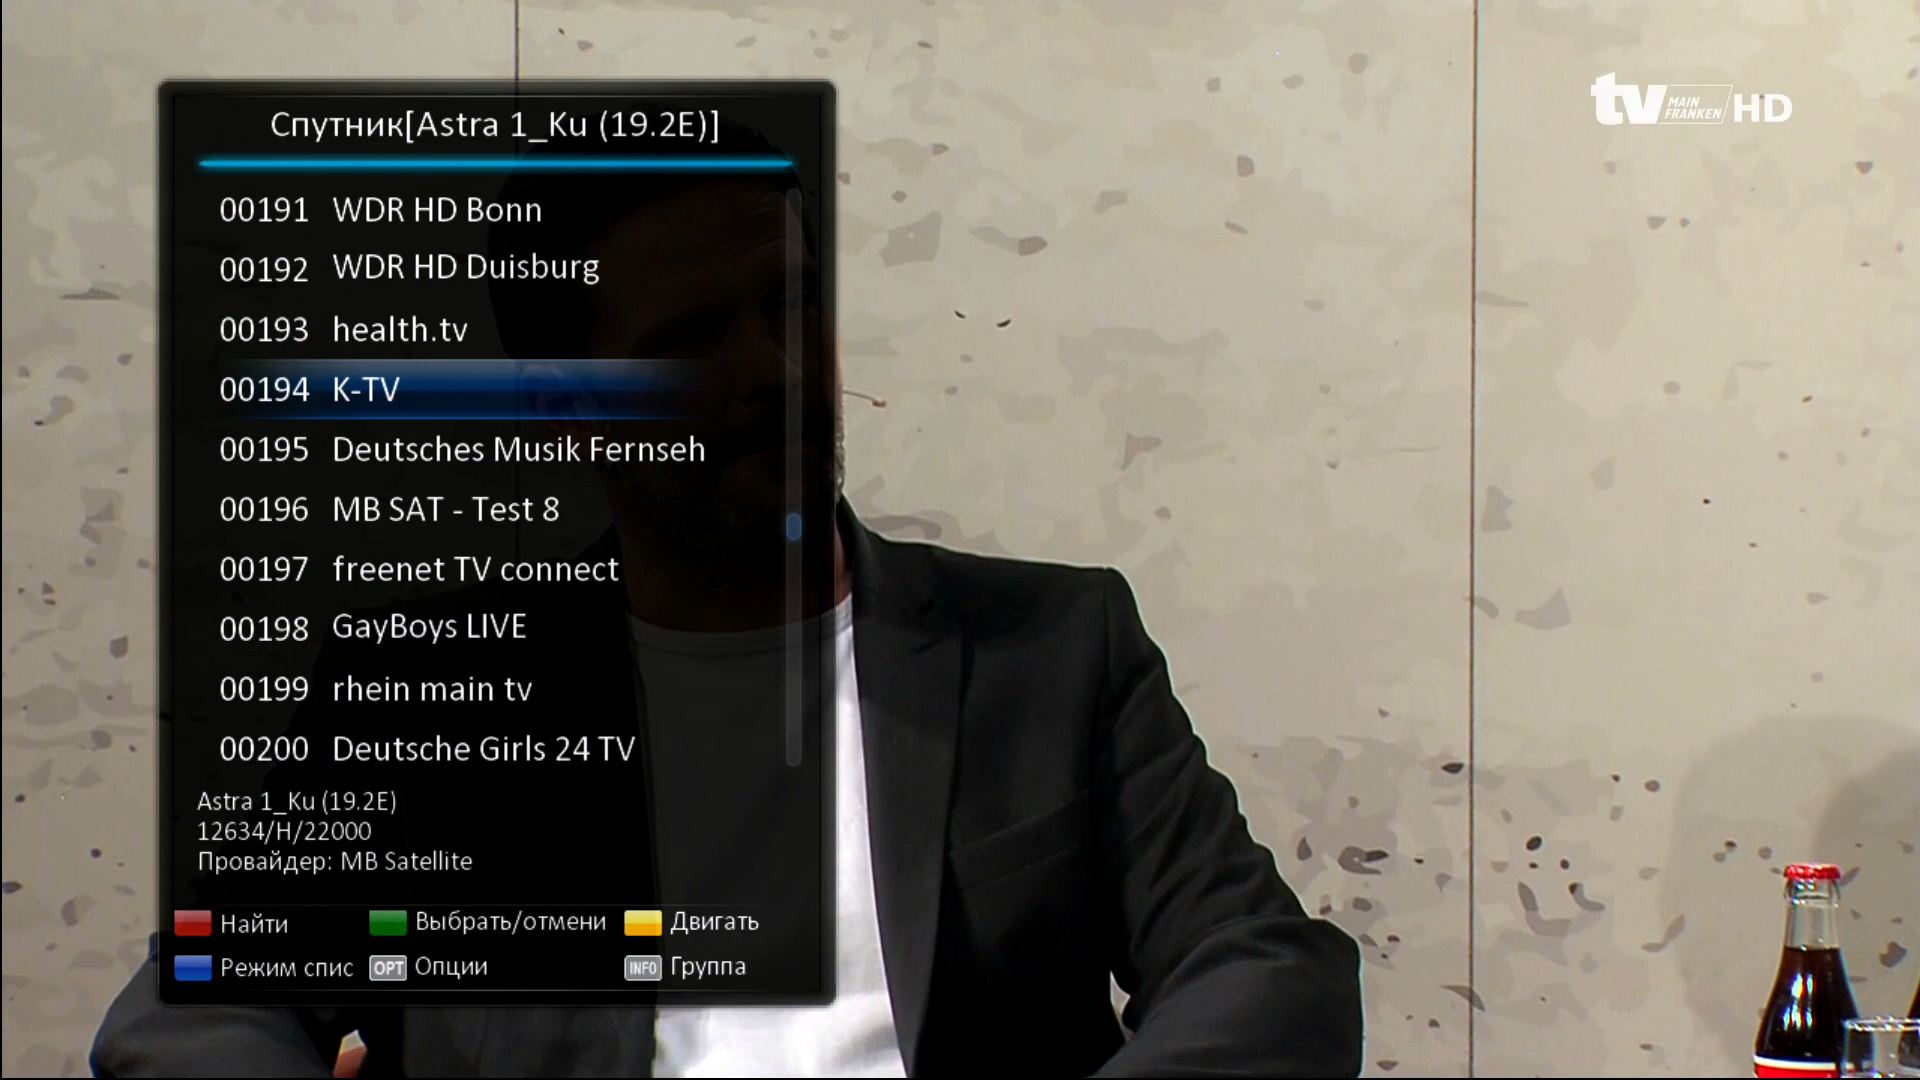 Спутник[Astra 1_Ku (19.2E)]
tv MAIN FRANKEN HD
00191 WDR HD Bonn
00192 WDR HD Duisburg
00193 health.tv
00194 K-TV
00195 Deutsches Musik Fernseh
00196 MB SAT - Test 8
00197 freenet TV connect
00198 GayBoys LIVE
00199 rhein main tv
00200 Deutsche Girls 24 TV
Astra 1_Ku (19.2E)
12634/H/22000
Провайдер: MB Satellite
Найти Выбрать/отмени Двигать
Режим спис OPT Опции INFO Группа